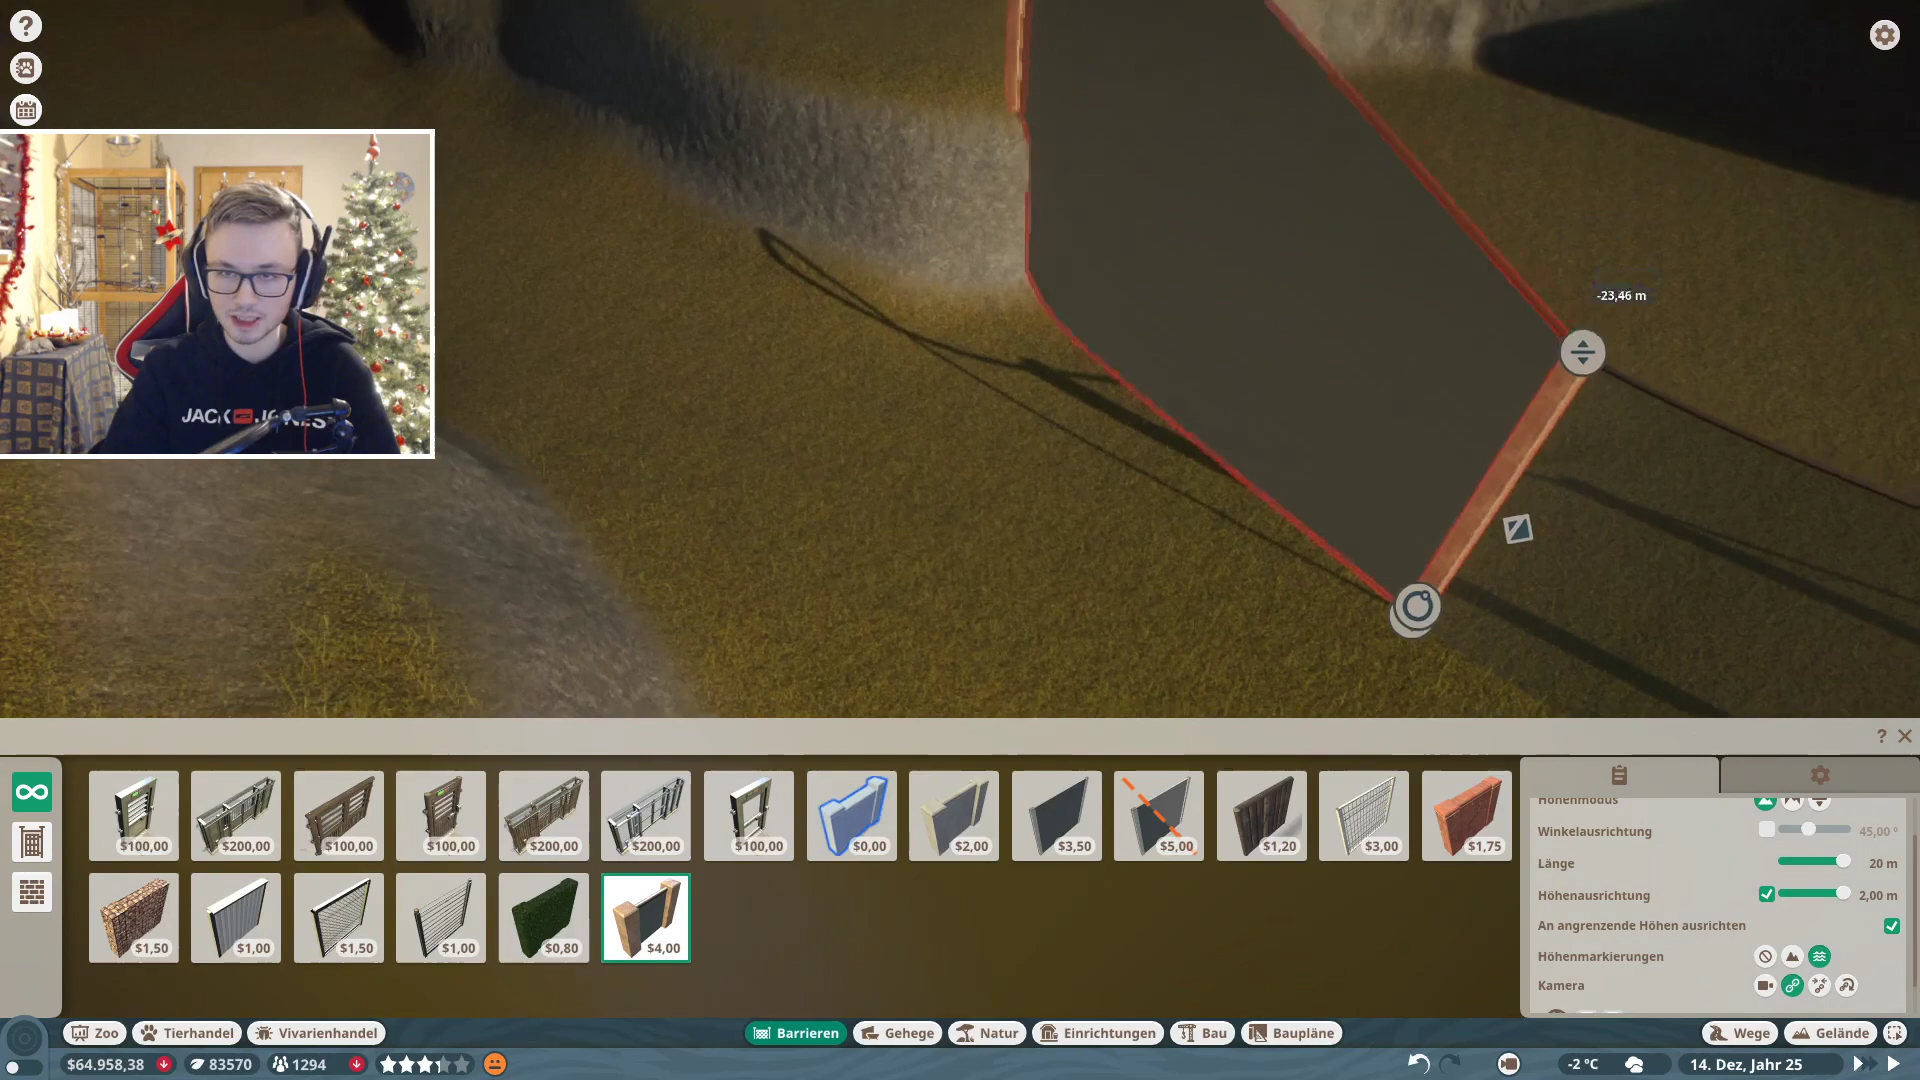 -23,46 m
JACK JONES
? ×
$100,00 $200,00 $100,00 $100,00 $200,00 $200,00 $100,00 $0,00 $2,00 $3,50 $5,00 $1,20 $3,00 $1,75
$1,50 $1,00 $1,50 $1,00 $0,80 $4,00
Höhenmodus
Winkelausrichtung 45,00 °
Länge 20 m
Höhenausrichtung 2,00 m
An angrenzende Höhen ausrichten
Höhenmarkierungen
Kamera
Zoo Tierhandel Vivarienhandel Barrieren Gehege Natur Einrichtungen Bau Baupläne Wege Gelände
$64.958,38 83570 1294 -2 °C 14. Dez, Jahr 25